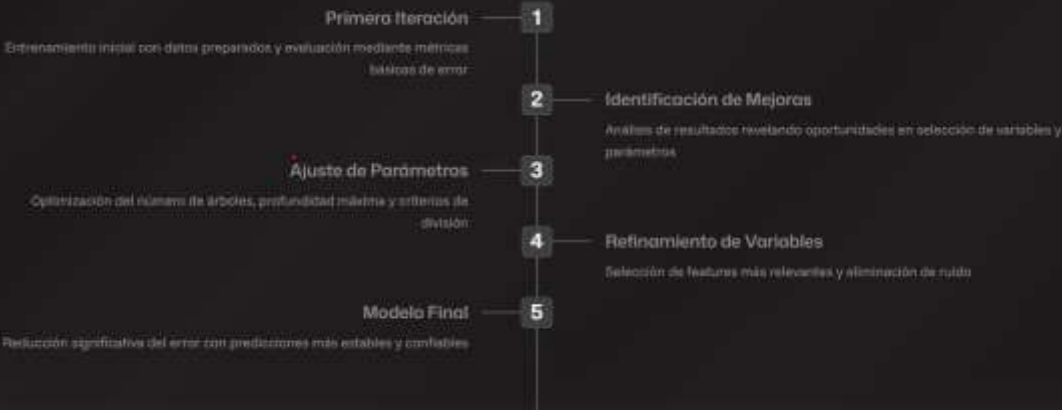 Primera Iteración
1
Entrenamiento inicial con datos preparados y evaluación mediante métricas
básicas de error
2
Identificación de Mejoras
Análisis de resultados revelando oportunidades en selección de variables y
parámetros
Ajuste de Parámetros
3
Optimización del número de árboles, profundidad máxima y criterios de
división
4
Refinamiento de Variables
Selección de features más relevantes y eliminación de ruido
Modelo Final
5
Reducción significativa del error con predicciones más estables y confiables